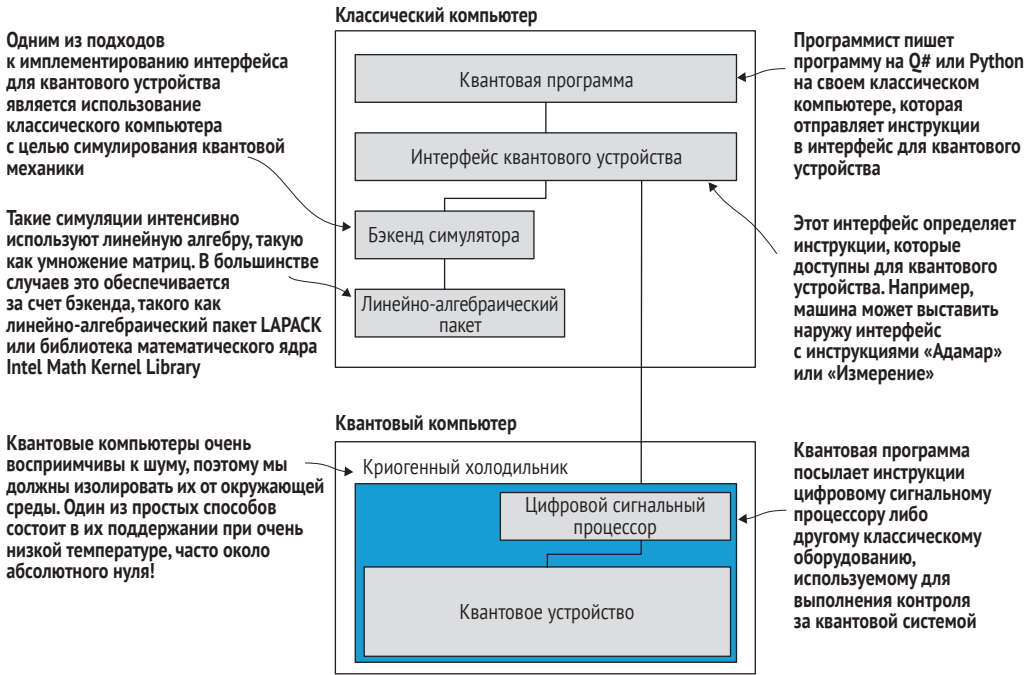 Классический компьютер
Одним из подходов
к имплементированию интерфейса
для квантового устройства
является использование
классического компьютера
с целью симулирования квантовой
механики
Квантовая программа
Программист пишет
программу на Q# или Python
на своем классическом
компьютере, которая
отправляет инструкции
в интерфейс для квантового
устройства
Интерфейс квантового устройства
Такие симуляции интенсивно
используют линейную алгебру, такую
как умножение матриц. В большинстве
случаев это обеспечивается
за счет бэкенда, такого как
линейно-алгебраический пакет LAPACK
или библиотека математического ядра
Intel Math Kernel Library
Бэкенд симулятора
Линейно-алгебраический
пакет
Этот интерфейс определяет
инструкции, которые
доступны для квантового
устройства. Например,
машина может выставить
наружу интерфейс
с инструкциями «Адамар»
или «Измерение»
Квантовый компьютер
Квантовые компьютеры очень
восприимчивы к шуму, поэтому мы
должны изолировать их от окружающей
среды. Один из простых способов
состоит в их поддержании при очень
низкой температуре, часто около
абсолютного нуля!
Криогенный холодильник
Цифровой сигнальный
процессор
Квантовое устройство
Квантовая программа
посылает инструкции
цифровому сигнальному
процессору либо
другому классическому
оборудованию,
используемому для
выполнения контроля
за квантовой системой